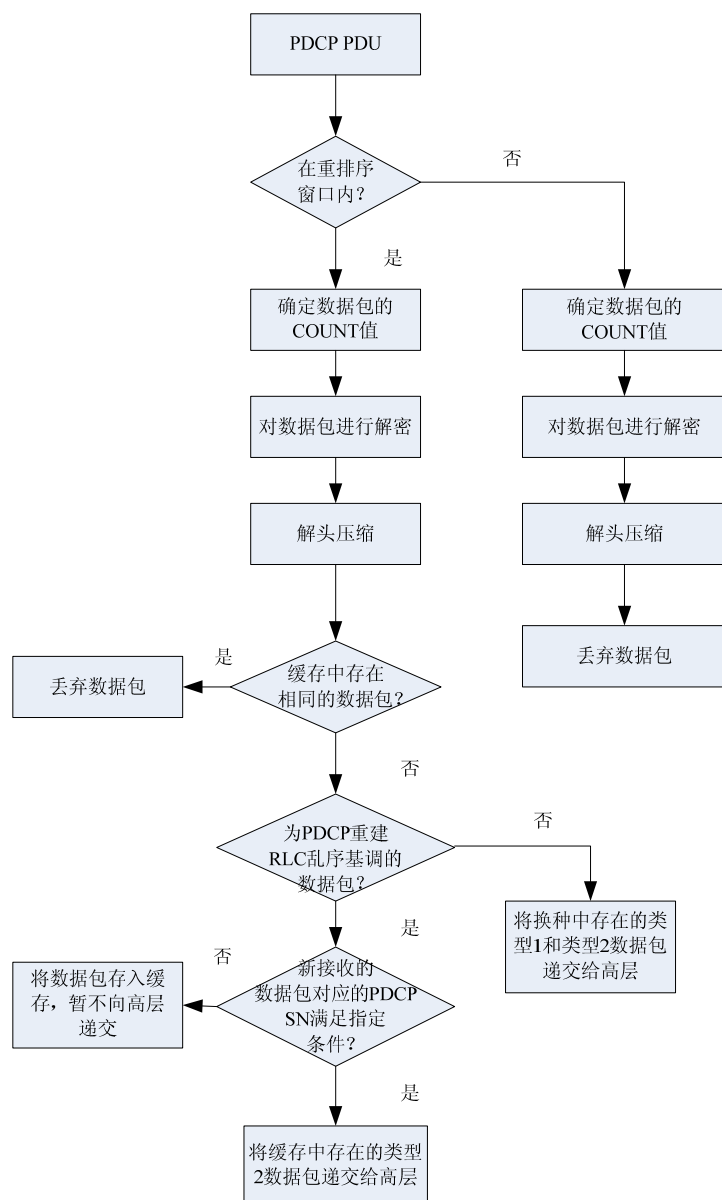 PDCP PDU
在重排序
窗口内？
否
是
确定数据包的
COUNT值
确定数据包的
COUNT值
对数据包进行解密
对数据包进行解密
解头压缩
解头压缩
丢弃数据包
是
缓存中存在
相同的数据包？
丢弃数据包
否
为PDCP重建
RLC乱序基调的
数据包？
否
将换种中存在的类
型1和类型2数据包
递交给高层
是
否
新接收的
数据包对应的PDCP
SN满足指定
条件？
将数据包存入缓
存，暂不向高层
递交
是
将缓存中存在的类型
2数据包递交给高层